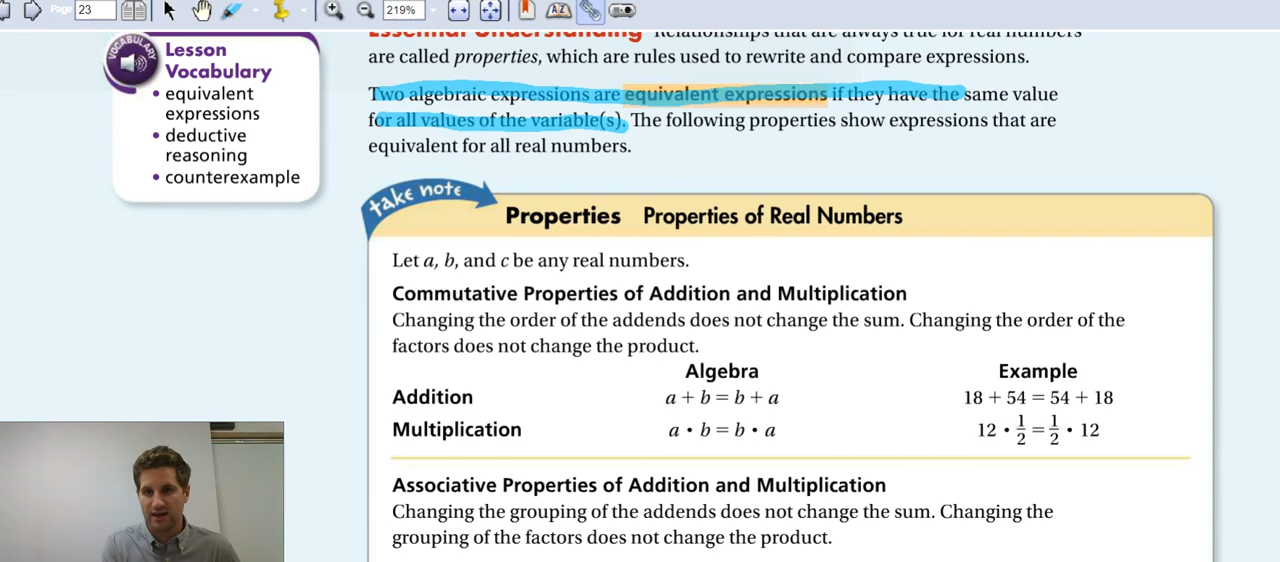 Page 23
219%
Essential Understanding Relationships that are always true for real numbers
are called properties, which are rules used to rewrite and compare expressions.
VOCABULARY
Lesson
Vocabulary
• equivalent
expressions
• deductive
reasoning
• counterexample
Two algebraic expressions are equivalent expressions if they have the same value
for all values of the variable(s). The following properties show expressions that are
equivalent for all real numbers.
take note
Properties Properties of Real Numbers
Let a, b, and c be any real numbers.
Commutative Properties of Addition and Multiplication
Changing the order of the addends does not change the sum. Changing the order of the
factors does not change the product.
Algebra Example
Addition a + b = b + a 18 + 54 = 54 + 18
Multiplication a • b = b • a 12 • 1/2 = 1/2 • 12
Associative Properties of Addition and Multiplication
Changing the grouping of the addends does not change the sum. Changing the
grouping of the factors does not change the product.